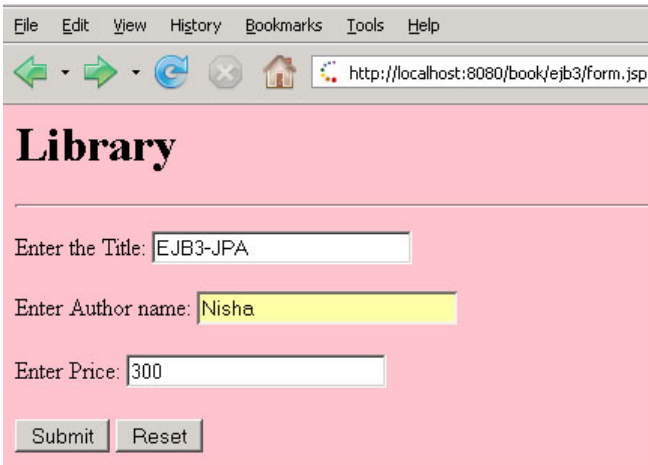 File Edit View History Bookmarks Tools Help
http://localhost:8080/book/ejb3/form.jsp
Library
Enter the Title: EJB3-JPA
Enter Author name: Nisha
Enter Price: 300
Submit Reset